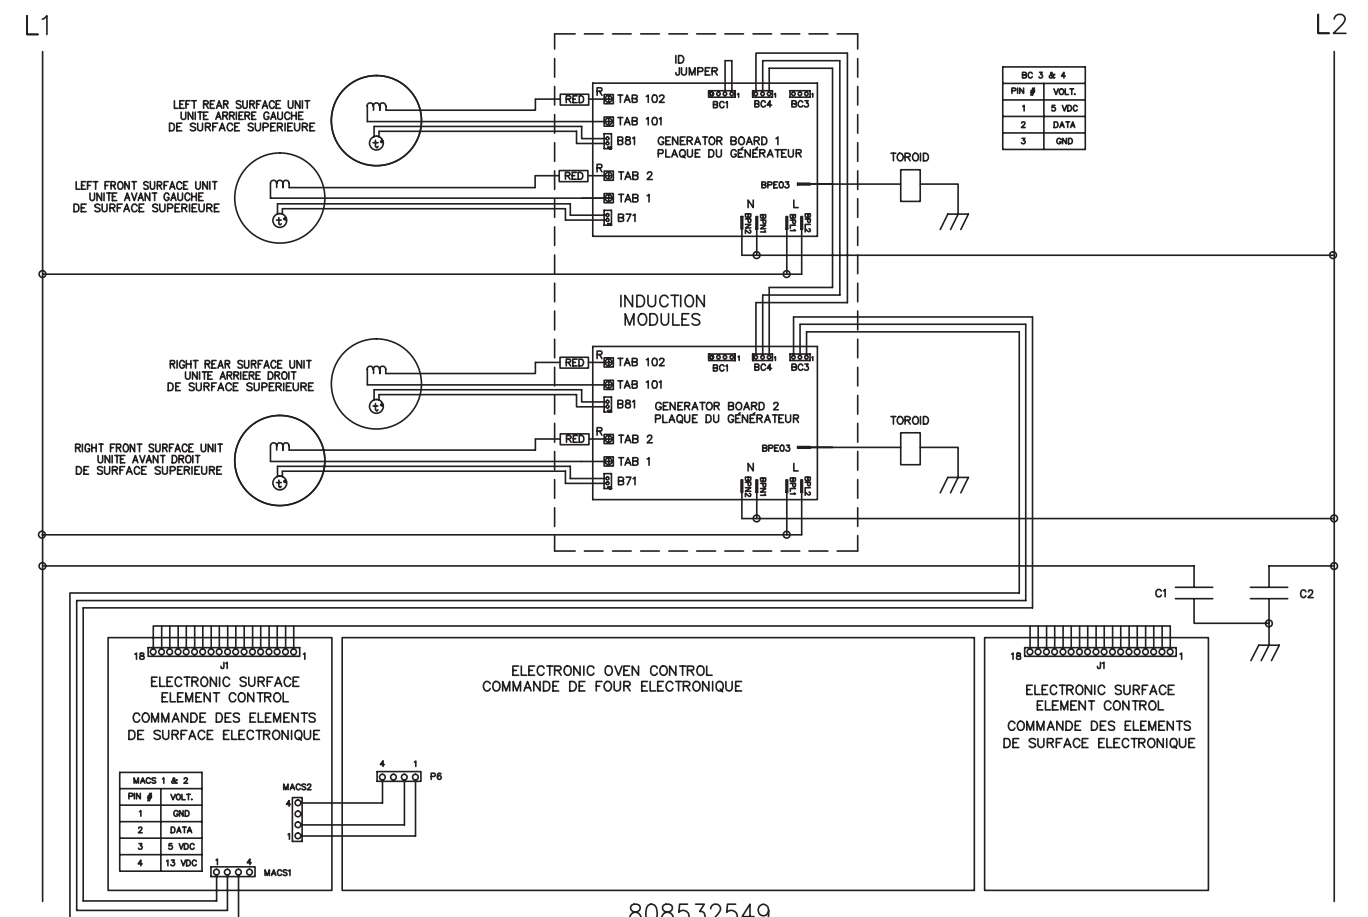 L1
L2
ID
JUMPER
BC1
BC4
BC3
1
1
1
LEFT REAR SURFACE UNIT
UNITE ARRIERE GAUCHE
DE SURFACE SUPERIEURE
RED
R
TAB 102
TAB 101
B81
GENERATOR BOARD 1
PLAQUE DU GÉNÉRATEUR
LEFT FRONT SURFACE UNIT
UNITE AVANT GAUCHE
DE SURFACE SUPERIEURE
RED
R
TAB 2
TAB 1
B71
BPE03
TOROID
N
L
BPN2
BPN1
BPL1
BPL2
BC 3 & 4
PIN # VOLT.
1 5 VDC
2 DATA
3 GND
INDUCTION
MODULES
RIGHT REAR SURFACE UNIT
UNITE ARRIERE DROIT
DE SURFACE SUPERIEURE
RED
R
TAB 102
TAB 101
B81
BC1
BC4
BC3
1
1
1
GENERATOR BOARD 2
PLAQUE DU GÉNÉRATEUR
RIGHT FRONT SURFACE UNIT
UNITE AVANT DROIT
DE SURFACE SUPERIEURE
RED
R
TAB 2
TAB 1
B71
BPE03
TOROID
N
L
BPN2
BPN1
BPL1
BPL2
C1
C2
18
1
J1
ELECTRONIC SURFACE
ELEMENT CONTROL
COMMANDE DES ELEMENTS
DE SURFACE ELECTRONIQUE
ELECTRONIC OVEN CONTROL
COMMANDE DE FOUR ELECTRONIQUE
18
1
J1
ELECTRONIC SURFACE
ELEMENT CONTROL
COMMANDE DES ELEMENTS
DE SURFACE ELECTRONIQUE
4
1
P6
MACS2
4
1
MACS 1 & 2
PIN # VOLT.
1 GND
2 DATA
3 5 VDC
4 13 VDC
1
4
MACS1
808532549